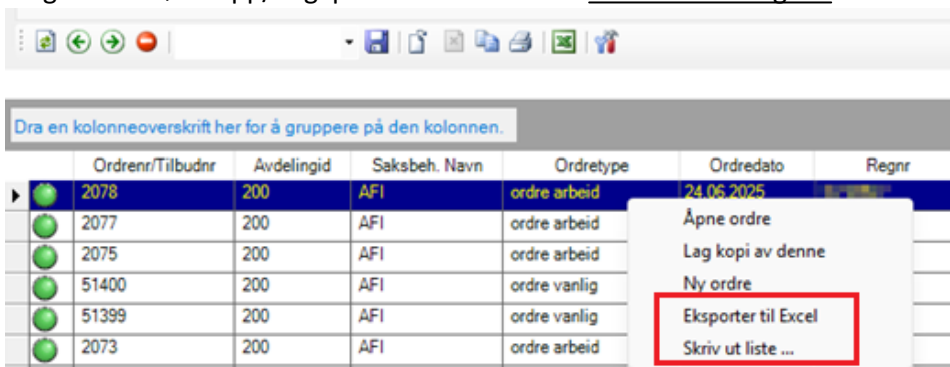 Dra en kolonneoverskrift her for å gruppere på den kolonnen.
Ordrenr/Tilbudnr Avdelingid Saksbeh. Navn Ordretype Ordredato Regnr
2078 200 AFI ordre arbeid 24.06.2025
2077 200 AFI ordre arbeid
2075 200 AFI ordre arbeid
51400 200 AFI ordre vanlig
51399 200 AFI ordre vanlig
2073 200 AFI ordre arbeid
Åpne ordre
Lag kopi av denne
Ny ordre
Eksporter til Excel
Skriv ut liste ...